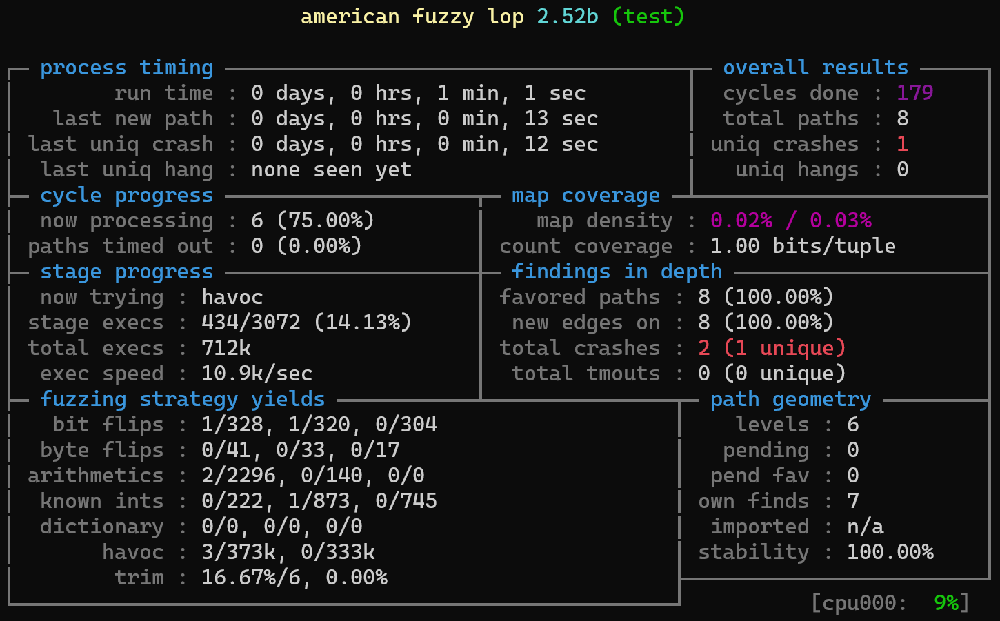 american fuzzy lop 2.52b (test)
process timing overall results
run time : 0 days, 0 hrs, 1 min, 1 sec cycles done : 179
last new path : 0 days, 0 hrs, 0 min, 13 sec total paths : 8
last uniq crash : 0 days, 0 hrs, 0 min, 12 sec uniq crashes : 1
last uniq hang : none seen yet uniq hangs : 0
cycle progress map coverage
now processing : 6 (75.00%) map density : 0.02% / 0.03%
paths timed out : 0 (0.00%) count coverage : 1.00 bits/tuple
stage progress findings in depth
now trying : havoc favored paths : 8 (100.00%)
stage execs : 434/3072 (14.13%) new edges on : 8 (100.00%)
total execs : 712k total crashes : 2 (1 unique)
exec speed : 10.9k/sec total tmouts : 0 (0 unique)
fuzzing strategy yields path geometry
bit flips : 1/328, 1/320, 0/304 levels : 6
byte flips : 0/41, 0/33, 0/17 pending : 0
arithmetics : 2/2296, 0/140, 0/0 pend fav : 0
known ints : 0/222, 1/873, 0/745 own finds : 7
dictionary : 0/0, 0/0, 0/0 imported : n/a
havoc : 3/373k, 0/333k stability : 100.00%
trim : 16.67%/6, 0.00%
[cpu000: 9%]